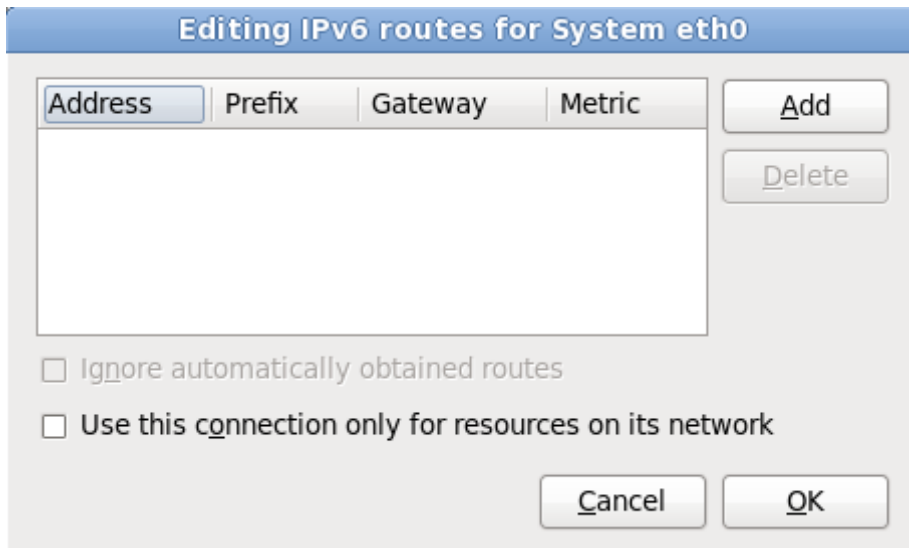 Editing IPv6 routes for System eth0
Address Prefix Gateway Metric
Add
Delete
Ignore automatically obtained routes
Use this connection only for resources on its network
Cancel OK